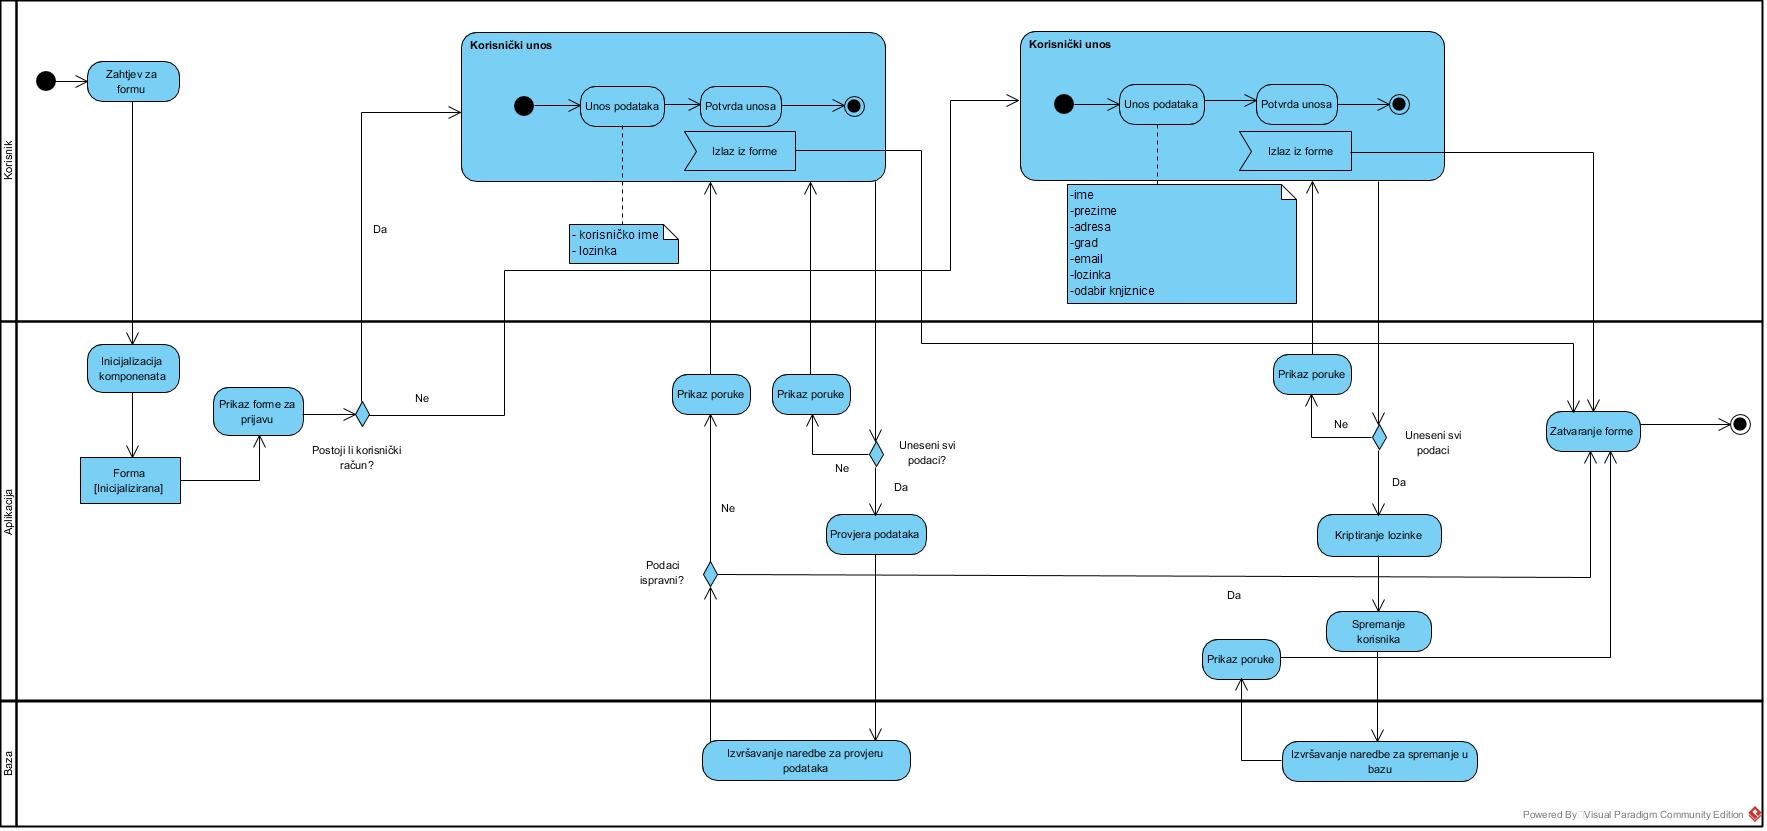 Korisnik
Zahtjev za
formu
Korisnički unos
Unos podataka
Potvrda unosa
Izlaz iz forme
- korisničko ime
- lozinka
Korisnički unos
Unos podataka
Potvrda unosa
Izlaz iz forme
-ime
-prezime
-adresa
-grad
-email
-lozinka
-odabir knjiznice
Da
Ne
Aplikacija
Inicijalizacija
komponenata
Forma
[Inicijalizirana]
Prikaz forme za
prijavu
Postoji li korisnički
račun?
Prikaz poruke
Prikaz poruke
Uneseni svi
podaci?
Ne
Da
Ne
Provjera podataka
Podaci
ispravni?
Da
Prikaz poruke
Ne
Uneseni svi
podaci
Da
Kriptiranje lozinke
Spremanje
korisnika
Prikaz poruke
Zatvaranje forme
Baza
Izvršavanje naredbe za provjeru
podataka
Izvršavanje naredbe za spremanje u
bazu
Powered By Visual Paradigm Community Edition